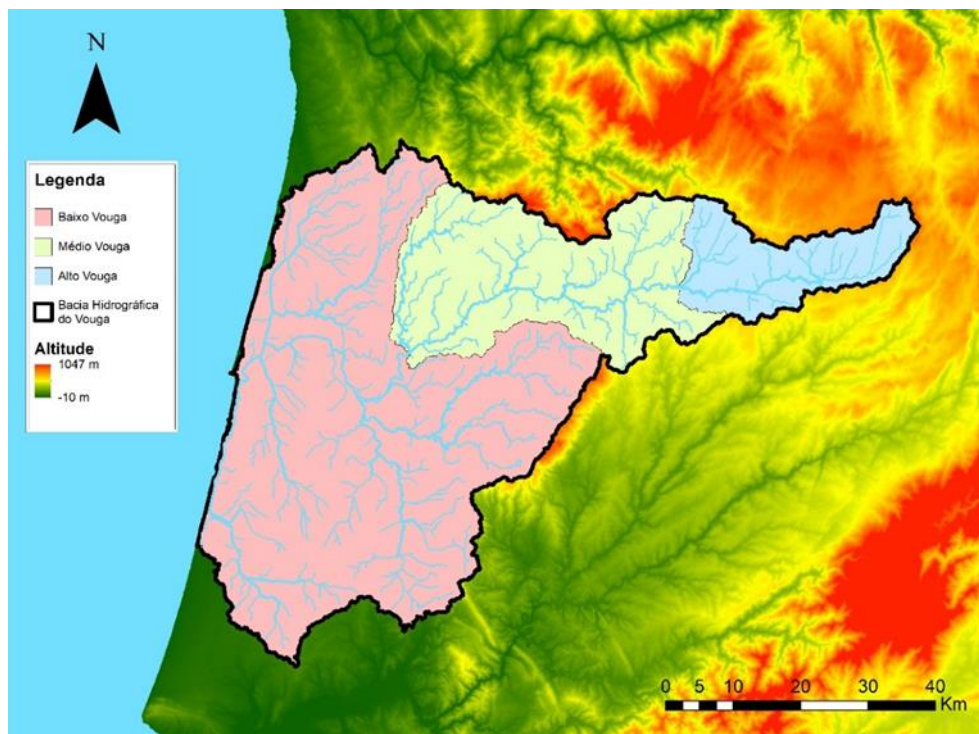 N
Legenda
Baixo Vouga
Médio Vouga
Alto Vouga
Bacia Hidrográfica
do Vouga
Altitude
1047 m
-10 m
0 5 10 20 30 40
Km